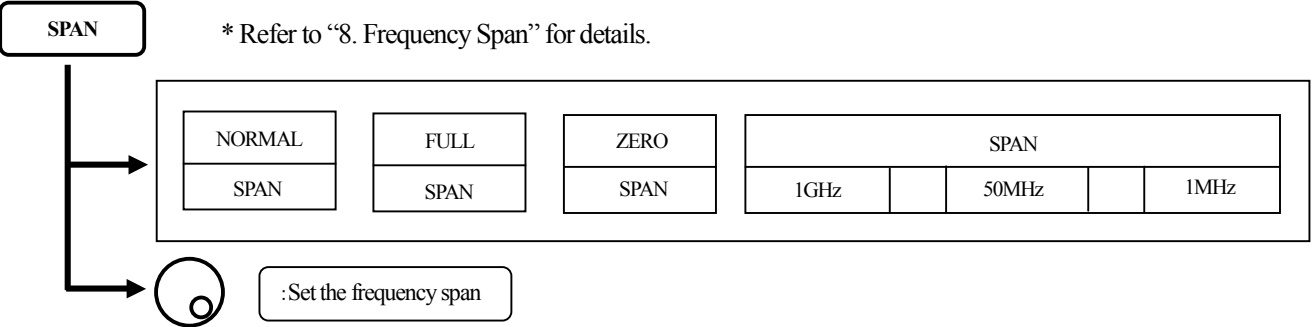 SPAN
* Refer to “8. Frequency Span” for details.
NORMAL
SPAN
FULL
SPAN
ZERO
SPAN
SPAN
1GHz 50MHz 1MHz
:Set the frequency span